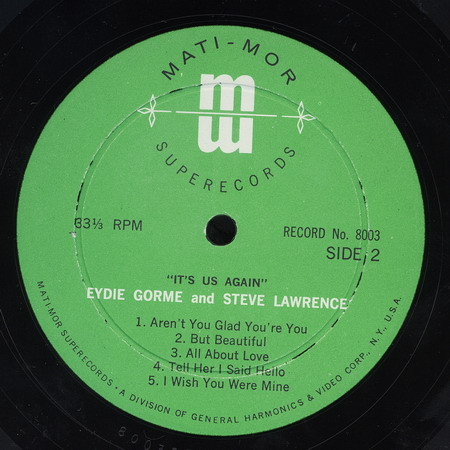 MATI-MOR
mm
SUPERECORDS
33⅓ RPM
RECORD No. 8003
SIDE 2
"IT'S US AGAIN"
EYDIE GORME and STEVE LAWRENCE
1. Aren't You Glad You're You
2. But Beautiful
3. All About Love
4. Tell Her I Said Hello
5. I Wish You Were Mine
MATI-MOR SUPERECORDS • A DIVISION OF GENERAL HARMONICS & VIDEO CORP., N.Y., U.S.A.